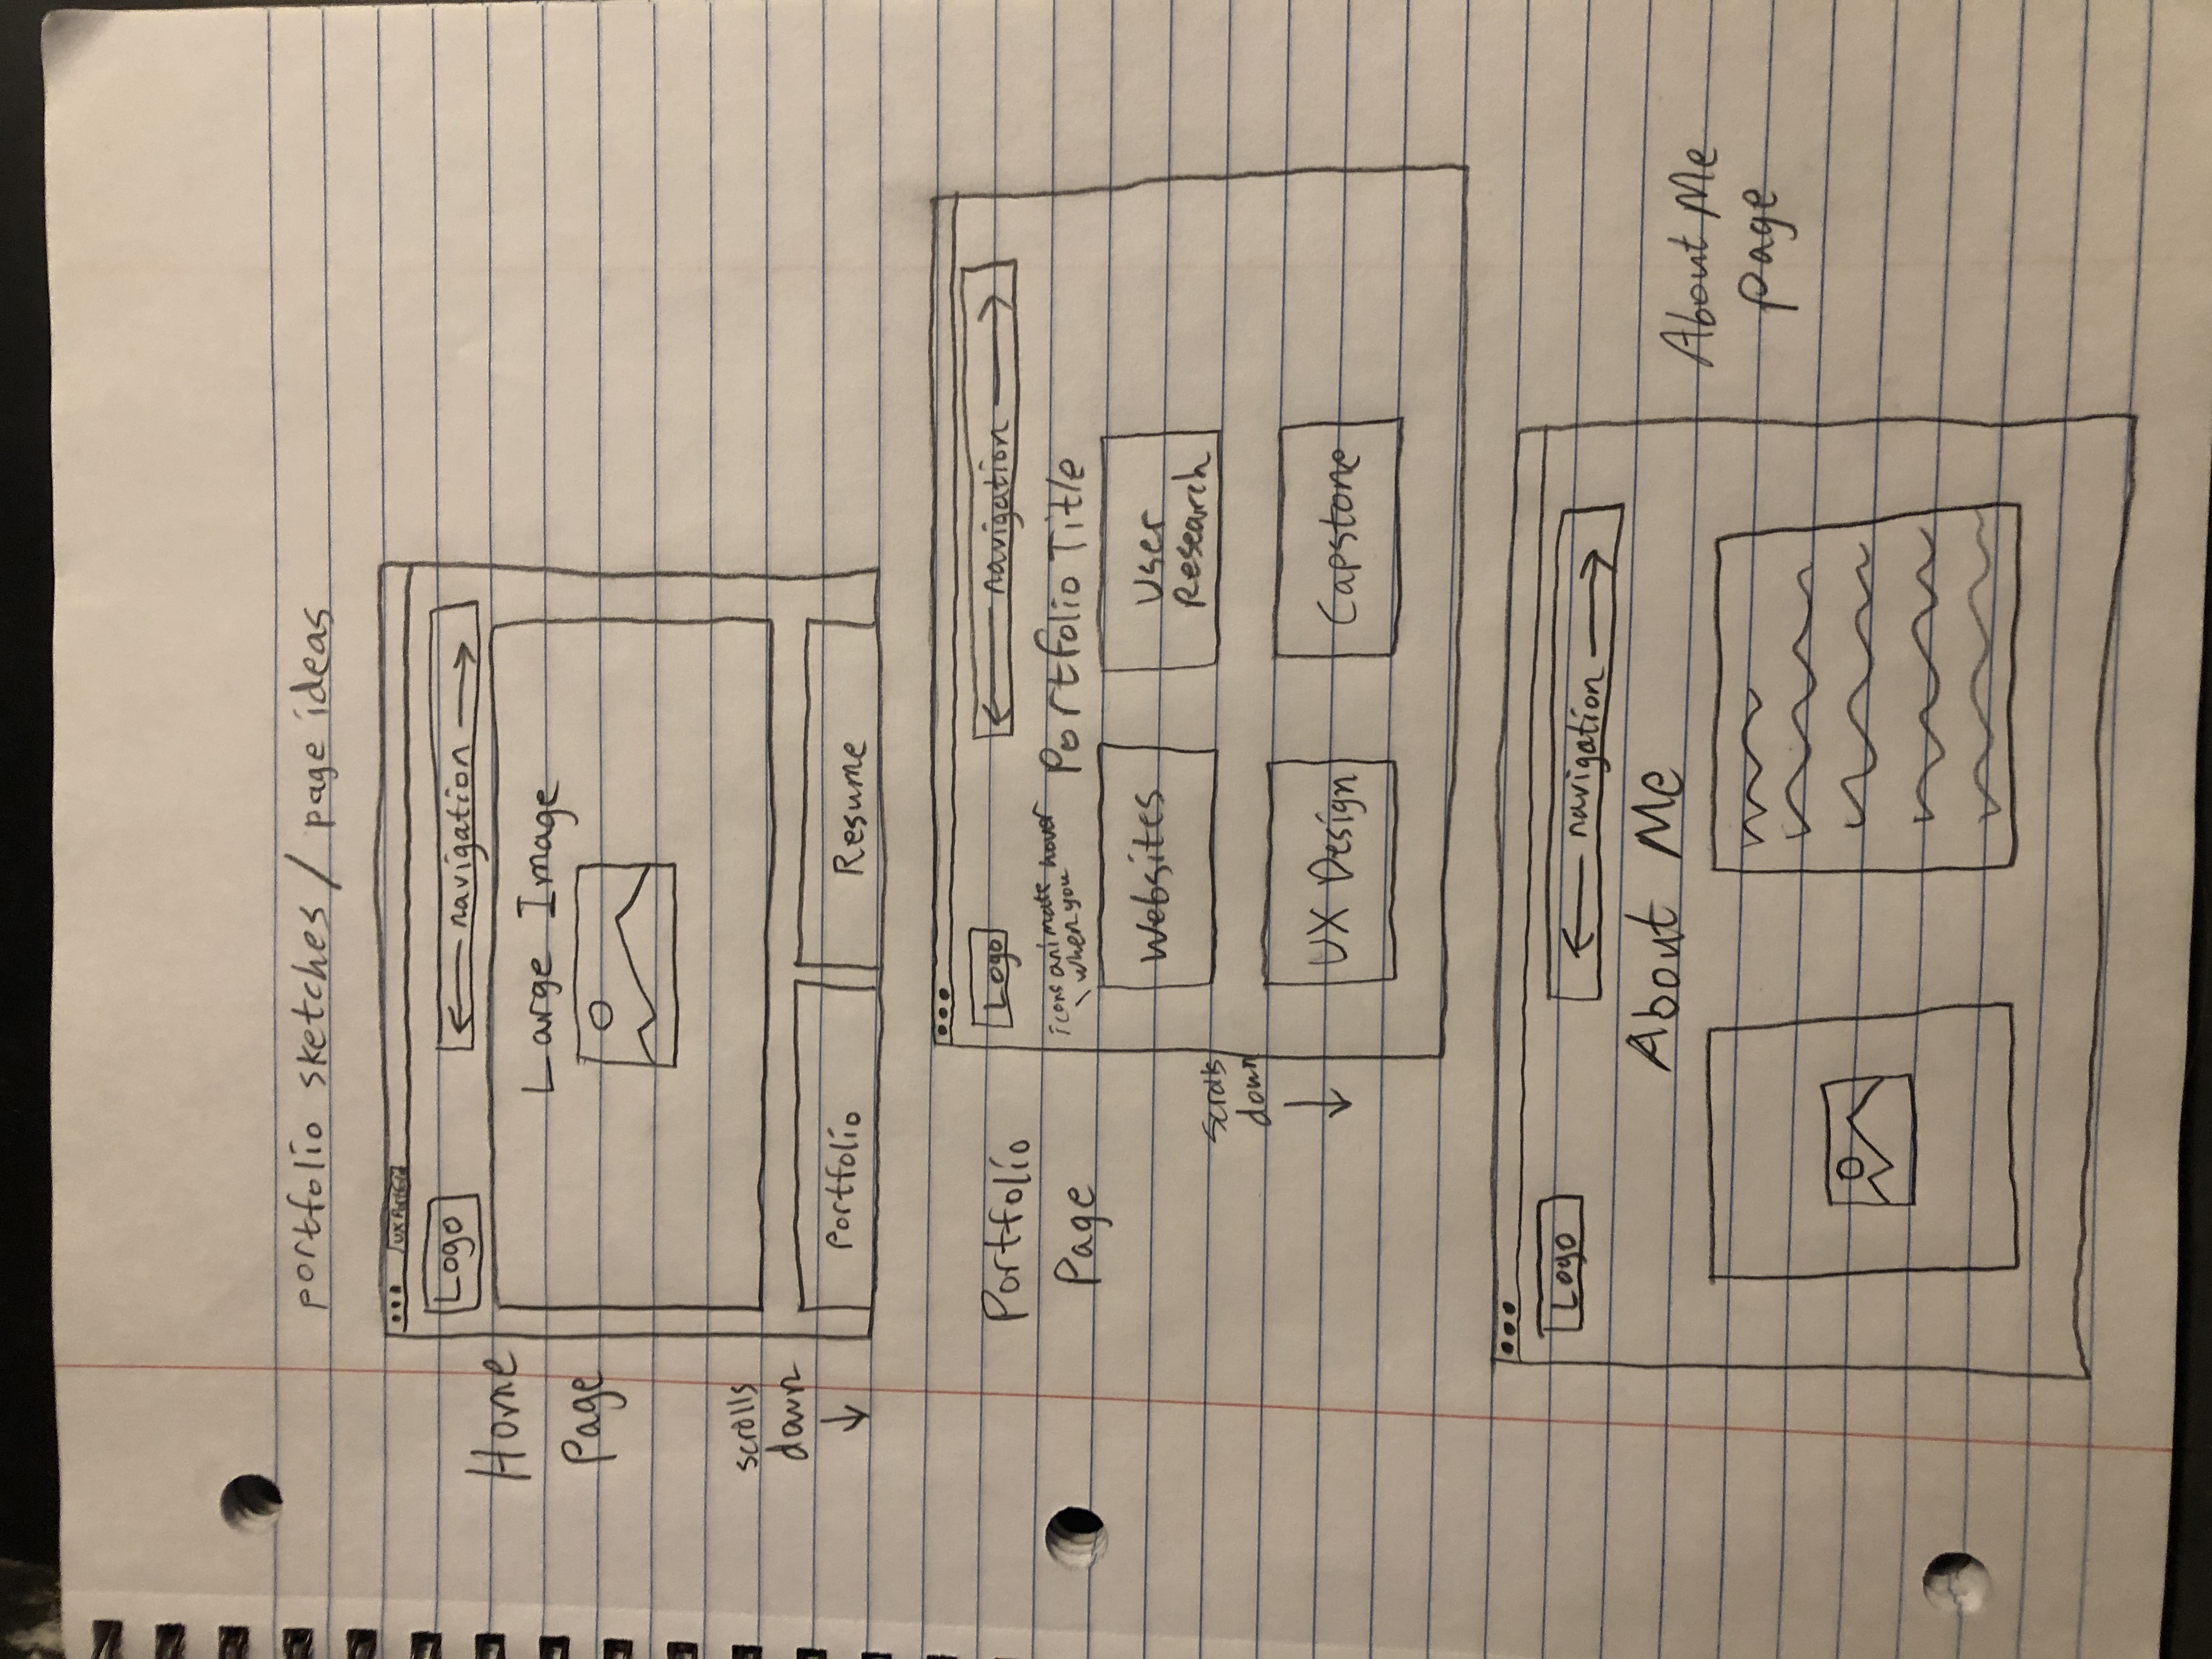 portfolio sketches / page ideas
UX Portfolio
Logo
← navigation →
Home
Page
Large Image
scrolls
down
Portfolio
Resume
Portfolio
Page
Logo
← navigation →
icons animate hover
when you
Portfolio Title
Websites
User
Research
scrolls
down
UX Design
Capstone
Logo
← navigation →
About Me
About Me
page